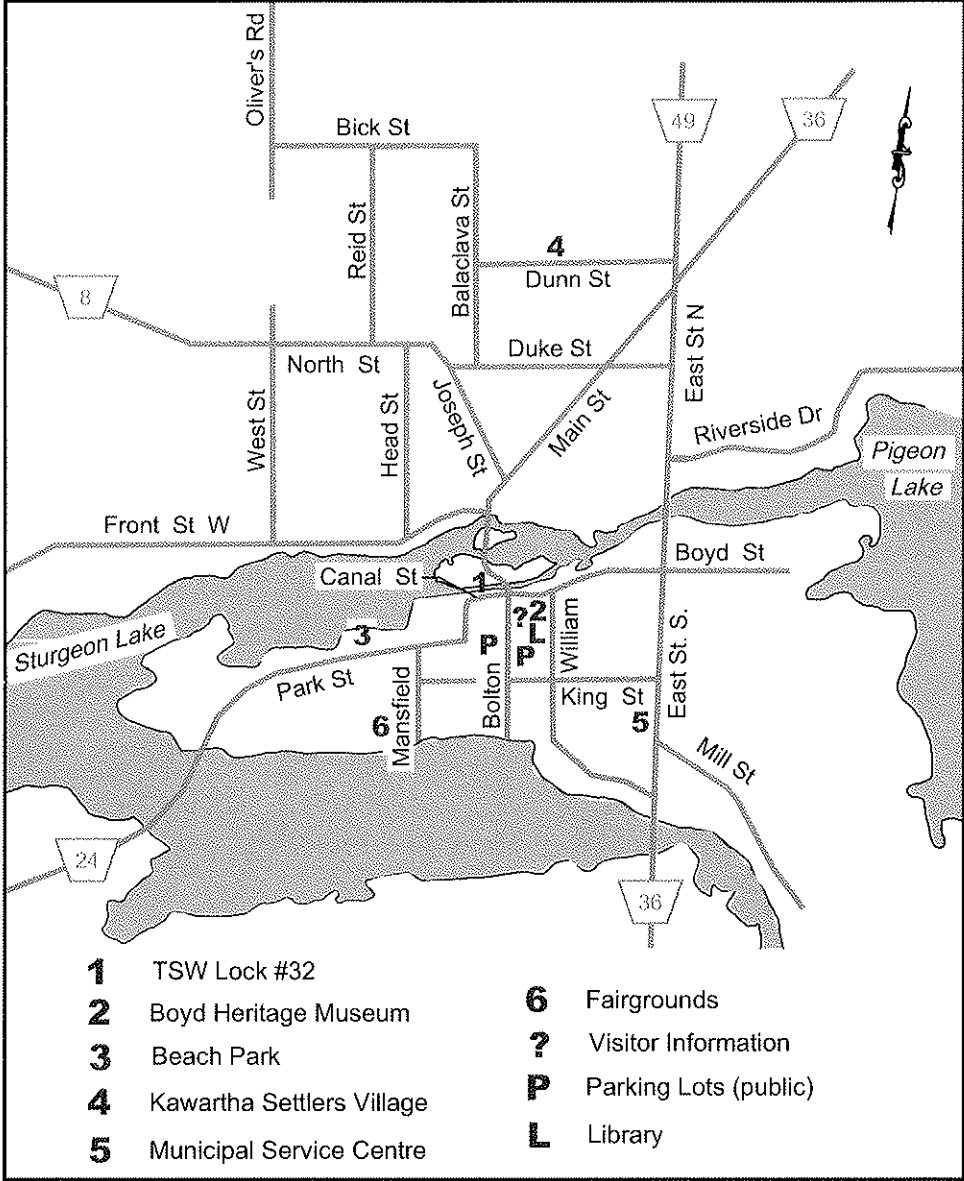 Oliver's Rd
Bick St
49
36
Reid St
Balaclava St
4
Dunn St
8
North St
Duke St
East St N
West St
Head St
Joseph St
Main St
Riverside Dr
Pigeon
Lake
Front St W
Boyd St
Canal St
1
? 2
L
P
P
William
3
Sturgeon Lake
Park St
Mansfield
Bolton
King St
East St. S.
6
5
Mill St
24
36
1 TSW Lock #32
2 Boyd Heritage Museum
3 Beach Park
4 Kawartha Settlers Village
5 Municipal Service Centre
6 Fairgrounds
? Visitor Information
P Parking Lots (public)
L Library